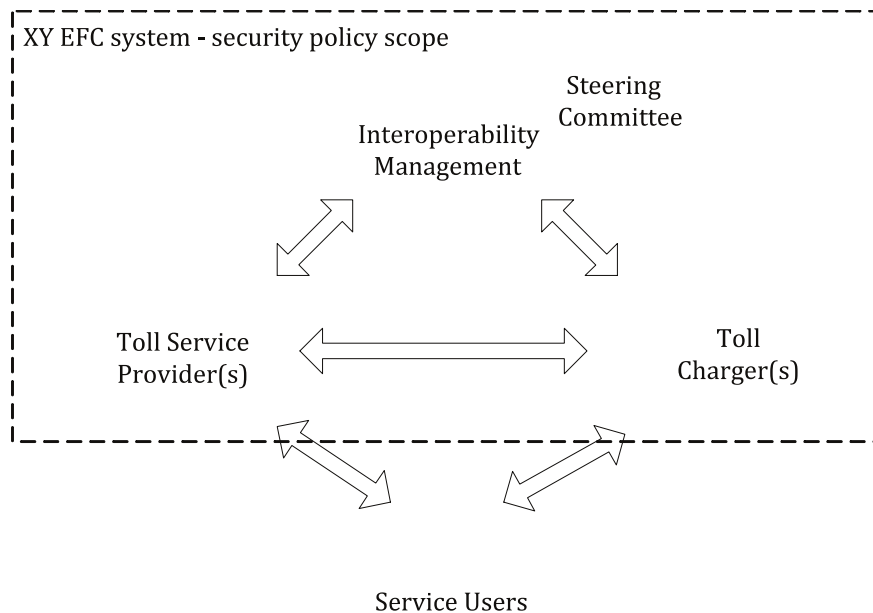 XY EFC system - security policy scope
Steering
Committee
Interoperability
Management
Toll Service
Provider(s)
Toll
Charger(s)
Service Users